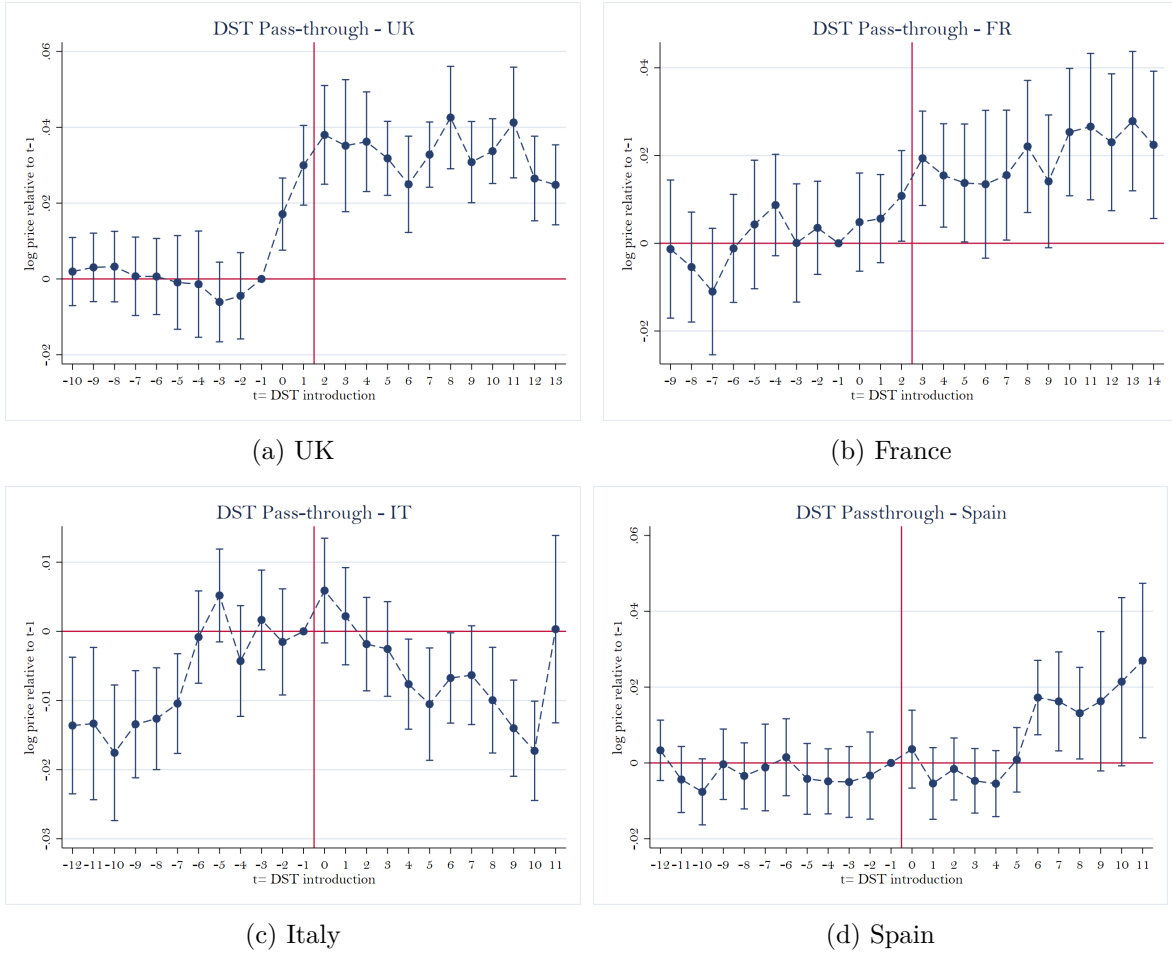 DST Pass-through - UK
.06
.04
.02
0
-.02
log price relative to t-1
-10 -9 -8 -7 -6 -5 -4 -3 -2 -1 0 1 2 3 4 5 6 7 8 9 10 11 12 13
t= DST introduction
(a) UK
DST Pass-through - FR
.04
.02
0
-.02
log price relative to t-1
-9 -8 -7 -6 -5 -4 -3 -2 -1 0 1 2 3 4 5 6 7 8 9 10 11 12 13 14
t= DST introduction
(b) France
DST Pass-through - IT
.01
0
-.01
-.02
-.03
log price relative to t-1
-12 -11 -10 -9 -8 -7 -6 -5 -4 -3 -2 -1 0 1 2 3 4 5 6 7 8 9 10 11
t= DST introduction
(c) Italy
DST Passthrough - Spain
.06
.04
.02
0
-.02
log price relative to t-1
-12 -11 -10 -9 -8 -7 -6 -5 -4 -3 -2 -1 0 1 2 3 4 5 6 7 8 9 10 11
t= DST introduction
(d) Spain